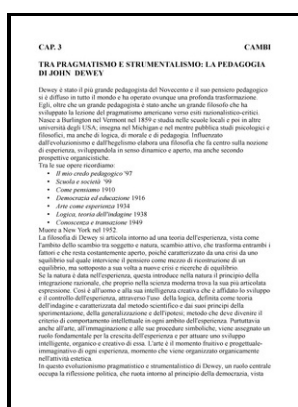 CAP. 3 CAMBI
TRA PRAGMATISMO E STRUMENTALISMO: LA PEDAGOGIA
DI JOHN DEWEY
Dewey è stato il più grande pedagogista del Novecento e il suo pensiero pedagogico
si è diffuso in tutto il mondo e ha operato ovunque una profonda trasformazione.
Egli, oltre che un grande pedagogista è stato anche un grande filosofo che ha
sviluppato la lezione del pragmatismo americano verso esiti razionalistico-critici.
Nasce a Burlington nel Vermont nel 1859 e studia nelle scuole locali e poi in altre
università degli USA; insegna nel Michigan e nel mentre pubblica studi psicologici e
filosofici, ma anche di logica, di morale e di pedagogia. Influenzato
dall'evoluzionismo e dall'hegelismo elabora una filosofia che fa centro sulla nozione
di esperienza, sviluppandola in senso dinamico e aperto, ma anche secondo
prospettive organicistiche.
Tra le sue opere ricordiamo:
• Il mio credo pedagogico '97
• Scuola e società '99
• Come pensiamo 1910
• Democrazia ed educazione 1916
• Arte come esperienza 1934
• Logica, teoria dell'indagine 1938
• Conoscenza e transazione 1949
Muore a New York nel 1952.
La filosofia di Dewey si articola intorno ad una teoria dell'esperienza, vista come
l'ambito dello scambio tra soggetto e natura, scambio attivo, che trasforma entrambi i
fattori e che resta costantemente aperto, poiché caratterizzato da una crisi da uno
squilibrio sul quale interviene il pensiero come mezzo di ricostruzione di un
equilibrio, ma sottoposto a sua volta a nuove crisi e ricerche di equilibrio.
Se la natura è data nell'esperienza, questa introduce nella natura il principio della
integrazione razionale, che proprio nella scienza moderna trova la sua più articolata
espressione. Così è all'uomo e alla sua intelligenza creativa che è affidato lo sviluppo
e il controllo dell'esperienza, attraverso l'uso della logica, definita come teoria
dell'indagine e caratterizzata dal metodo scientifico e dai suoi principi della
sperimentazione, della generalizzazione e dell'ipotesi, metodo che deve divenire il
criterio di comportamento intellettuale in ogni ambito dell'esperienza. Purtuttavia
anche all'arte, all'immaginazione e alle sue procedure simboliche, viene assegnato un
ruolo fondamentale per la crescita dell'esperienza e per attuare uno sviluppo
intelligente, organico e creativo di essa. L'arte è il momento fruitivo e progettuale-
immaginativo di ogni esperienza, momento che viene organizzato organicamente
nell'attività estetica.
In questo evoluzionismo pragmatistico e strumentalistico di Dewey, un ruolo centrale
occupa la riflessione politica, che ruota intorno al principio della democrazia, vista